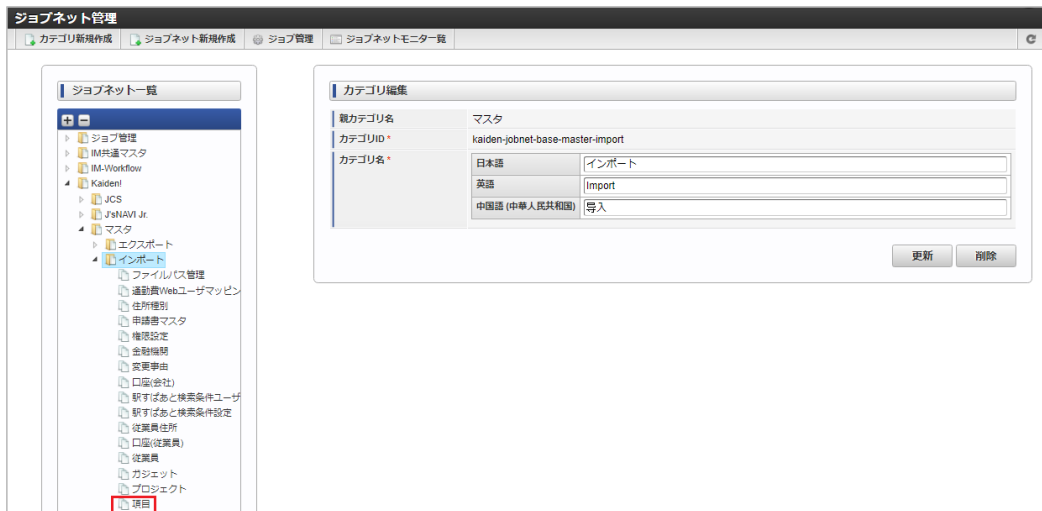 ジョブネット管理
カテゴリ新規作成 ジョブネット新規作成 ジョブ管理 ジョブネットモニター覧
ジョブネット一覧
ジョブ管理
IM共通マスタ
IM-Workflow
Kaiden!
JCS
J'sNAVI Jr.
マスタ
エクスポート
インポート
ファイルパス管理
通勤費Webユーザマッピン
住所種別
申請書マスタ
権限設定
金融機関
変更事由
口座(会社)
駅すぱあと検索条件ユーザ
駅すぱあと検索条件設定
従業員住所
口座(従業員)
従業員
ガジェット
プロジェクト
項目
カテゴリ編集
親カテゴリ名 マスタ
カテゴリID * kaiden-jobnet-base-master-import
カテゴリ名 *
日本語 インポート
英語 Import
中国語 (中華人民共和国) 导入
更新 削除